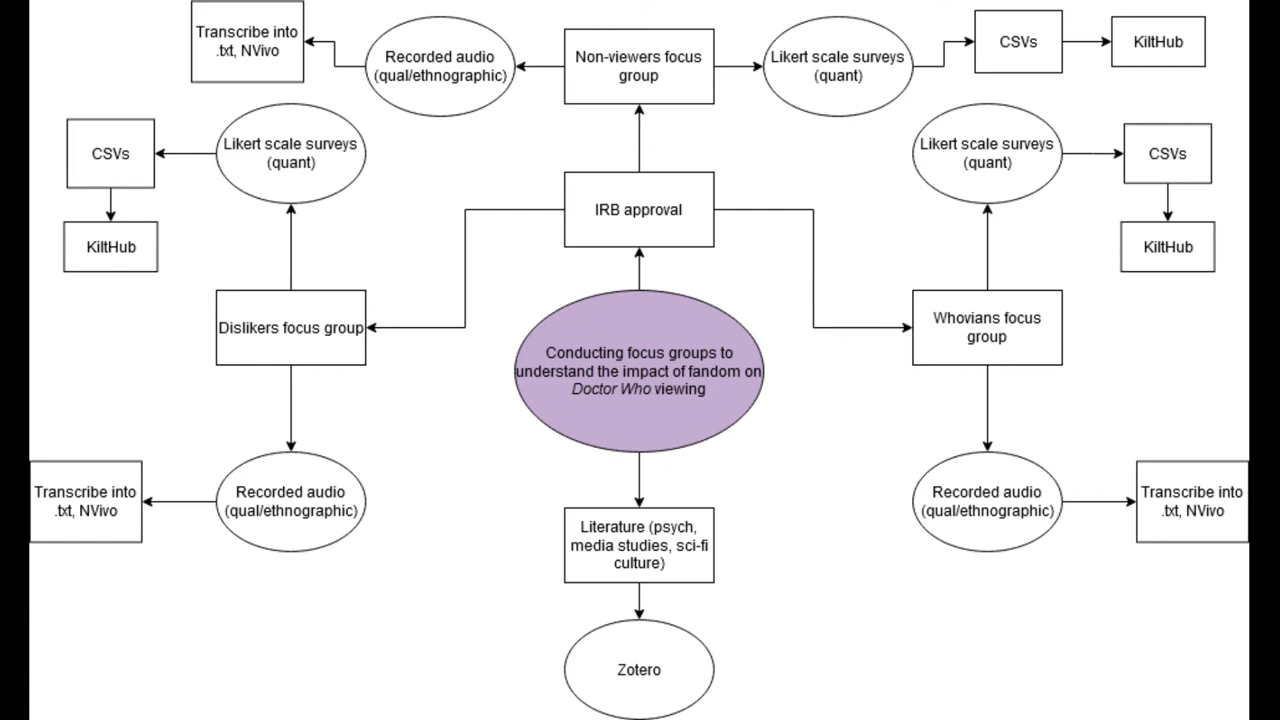 Transcribe into
.txt, NVivo
Recorded audio
(qual/ethnographic)
Non-viewers focus
group
Likert scale surveys
(quant)
CSVs
KiltHub
CSVs
Likert scale surveys
(quant)
IRB approval
Likert scale surveys
(quant)
CSVs
KiltHub
KiltHub
Dislikers focus group
Conducting focus groups to
understand the impact of fandom on
Doctor Who viewing
Whovians focus
group
Transcribe into
.txt, NVivo
Recorded audio
(qual/ethnographic)
Literature (psych,
media studies, sci-fi
culture)
Recorded audio
(qual/ethnographic)
Transcribe into
.txt, NVivo
Zotero